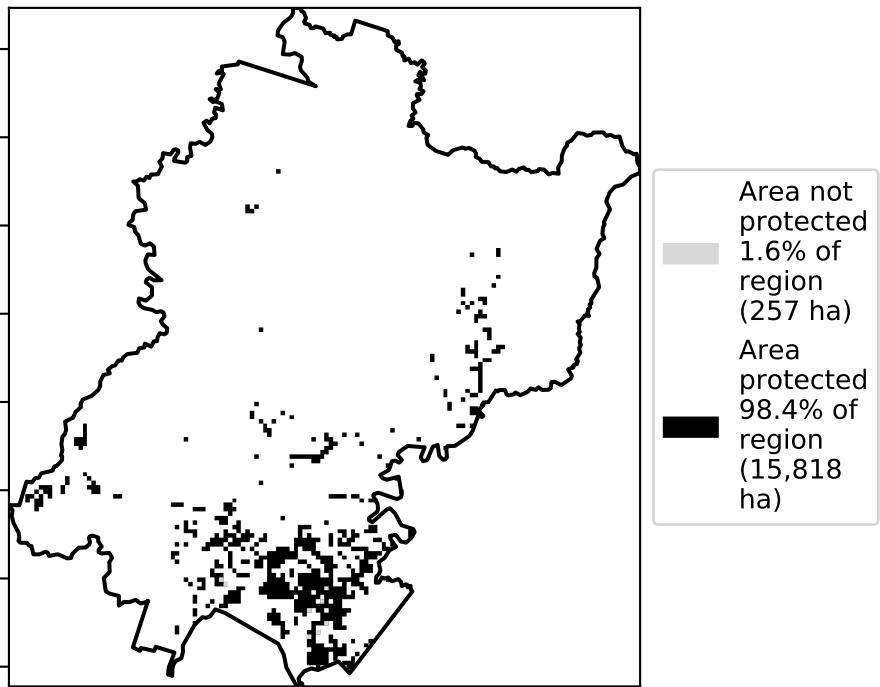 Area not
protected
1.6% of
region
(257 ha)
Area
protected
98.4% of
region
(15,818
ha)